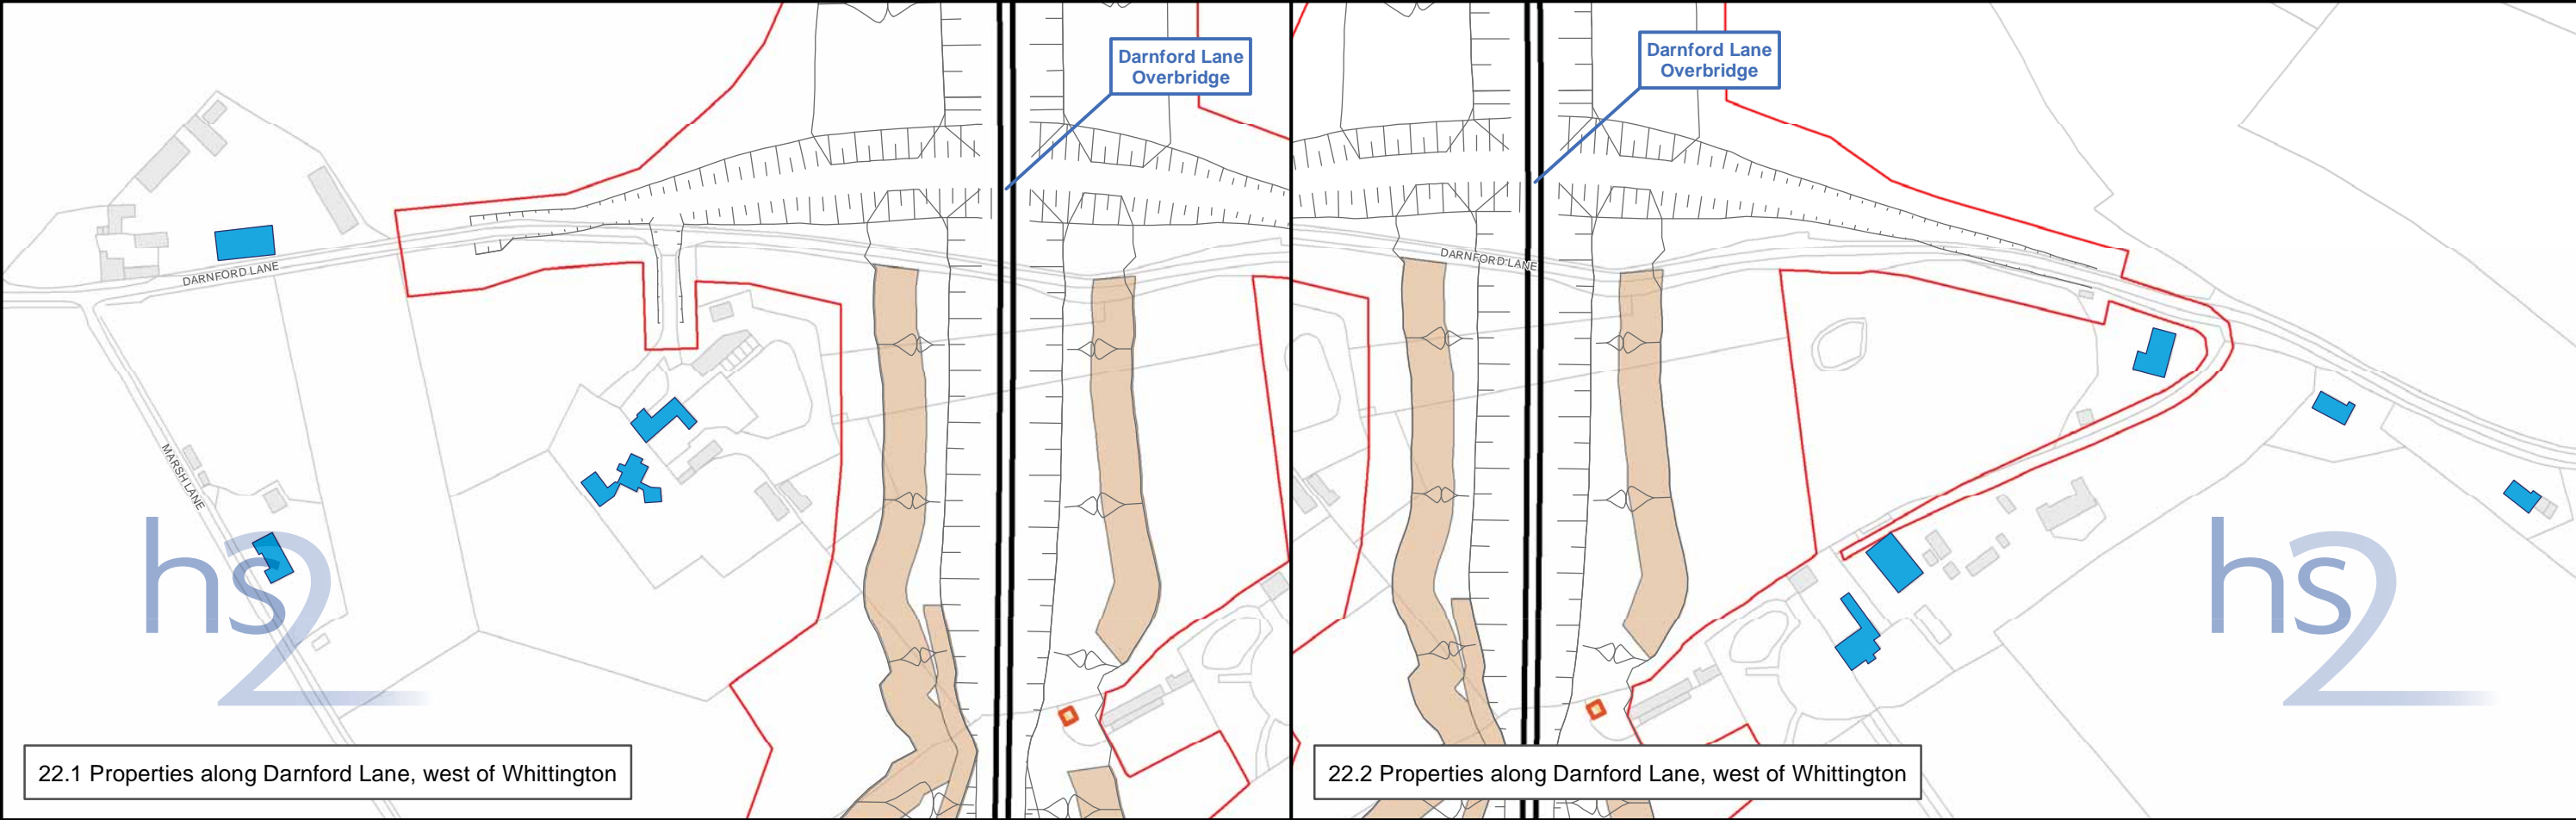 Darnford Lane
Overbridge
DARNFORD LANE
MARSH LANE
hs2
22.1 Properties along Darnford Lane, west of Whittington
Darnford Lane
Overbridge
DARNFORD LANE
hs2
22.2 Properties along Darnford Lane, west of Whittington